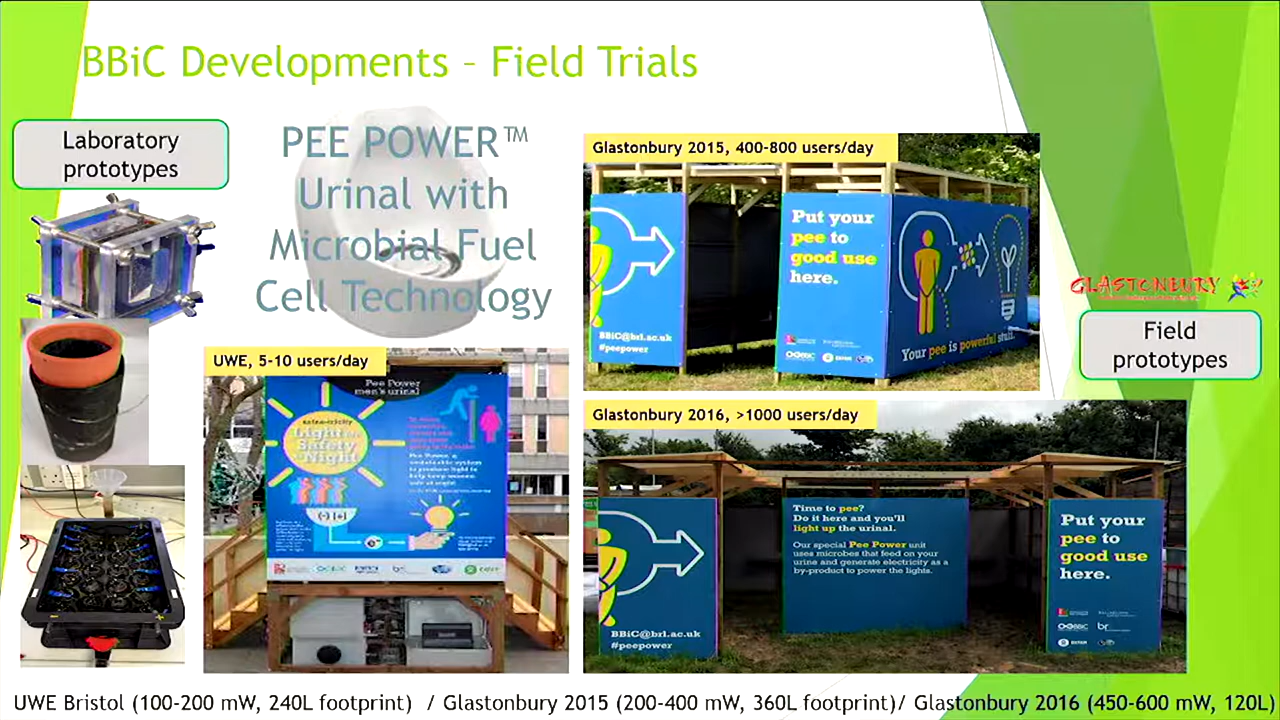 BBiC Developments – Field Trials
Laboratory
prototypes
PEE POWER™
Urinal with
Microbial Fuel
Cell Technology
Glastonbury 2015, 400-800 users/day
Put your
pee to
good use
here.
BBiC@brl.ac.uk
#peepower
Your pee is powerful stuff.
GLASTONBURY
Field
prototypes
UWE, 5-10 users/day
Pee Power
men's urinal
Light
Safety
Night
Glastonbury 2016, >1000 users/day
Time to pee?
Do it here and you'll
light up the urinal.
Our special Pee Power unit
uses microbes that feed on your
urine and generate electricity as a
by-product to power the lights.
Put your
pee to
good use
here.
BBiC@brl.ac.uk
#peepower
UWE Bristol (100-200 mW, 240L footprint) / Glastonbury 2015 (200-400 mW, 360L footprint)/ Glastonbury 2016 (450-600 mW, 120L)